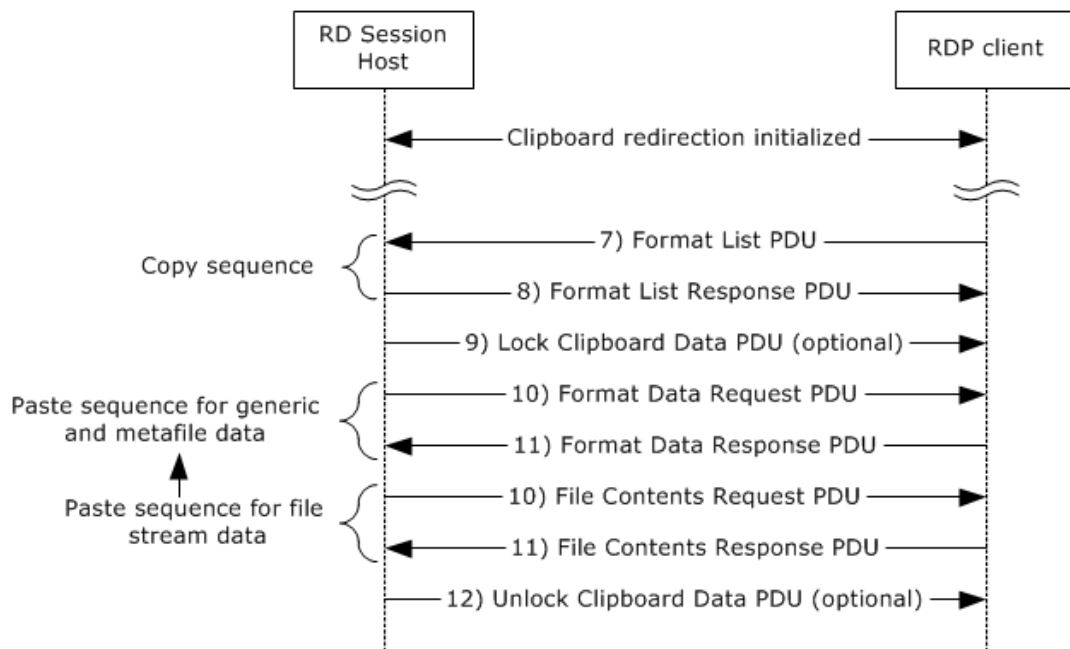 RD Session
Host
RDP client
Clipboard redirection initialized
7) Format List PDU
Copy sequence
8) Format List Response PDU
9) Lock Clipboard Data PDU (optional)
10) Format Data Request PDU
Paste sequence for generic
and metafile data
11) Format Data Response PDU
10) File Contents Request PDU
Paste sequence for file
stream data
11) File Contents Response PDU
12) Unlock Clipboard Data PDU (optional)